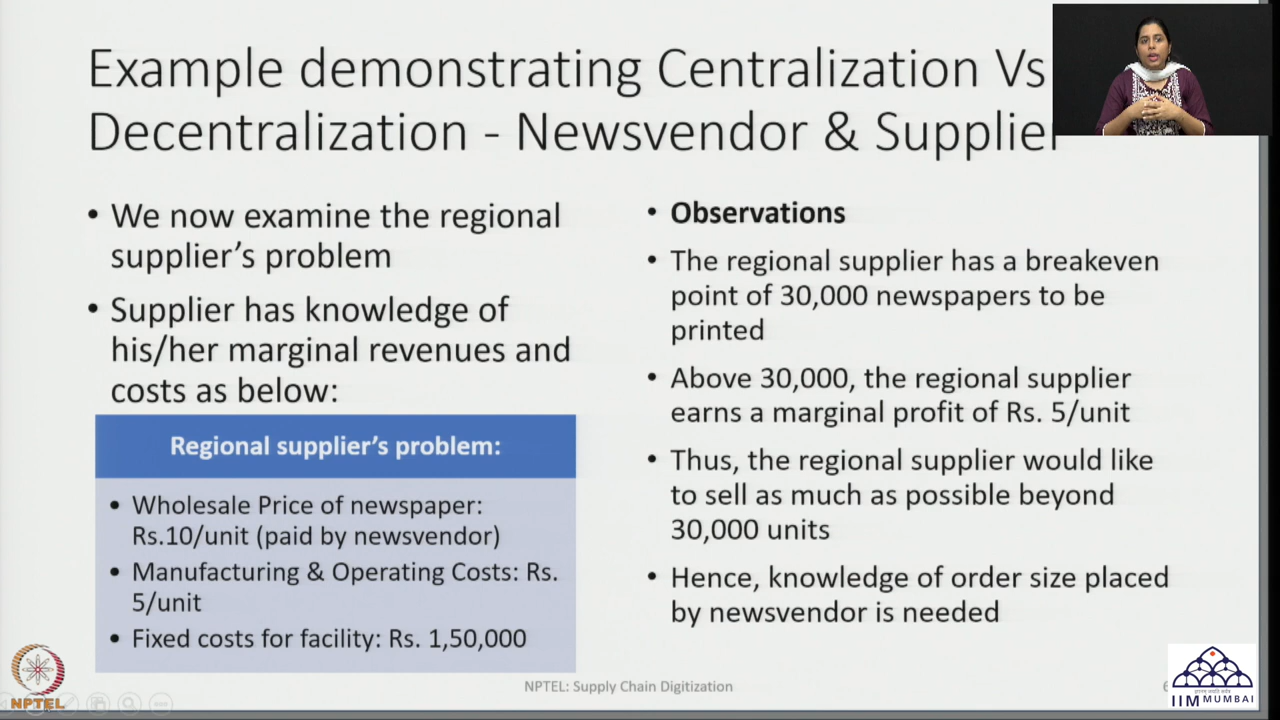 Example demonstrating Centralization Vs
Decentralization - Newsvendor & Supplier
• We now examine the regional
supplier's problem
• Supplier has knowledge of
his/her marginal revenues and
costs as below:
Regional supplier's problem:
• Wholesale Price of newspaper:
Rs.10/unit (paid by newsvendor)
• Manufacturing & Operating Costs: Rs.
5/unit
• Fixed costs for facility: Rs. 1,50,000
• Observations
• The regional supplier has a breakeven
point of 30,000 newspapers to be
printed
• Above 30,000, the regional supplier
earns a marginal profit of Rs. 5/unit
• Thus, the regional supplier would like
to sell as much as possible beyond
30,000 units
• Hence, knowledge of order size placed
by newsvendor is needed
NPTEL
NPTEL: Supply Chain Digitization
IIM MUMBAI